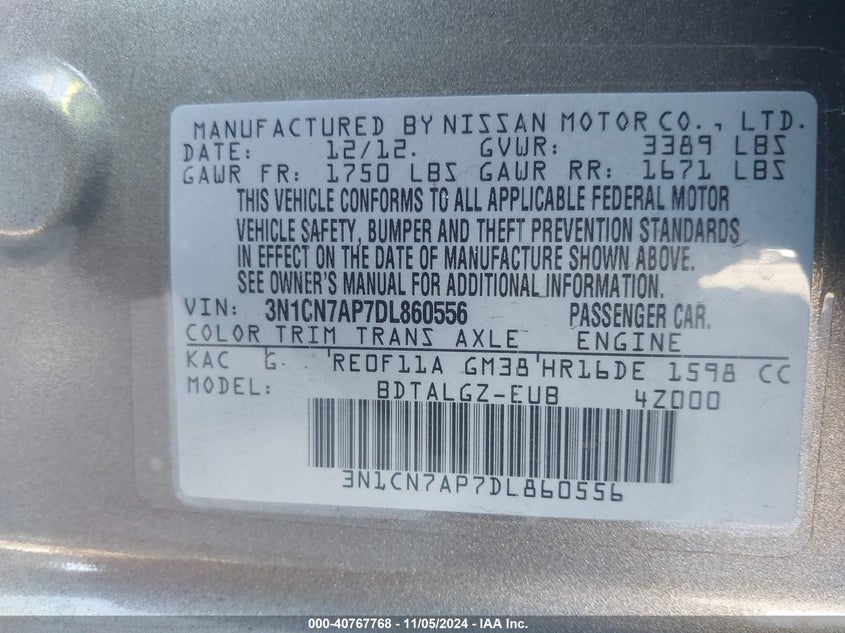 MANUFACTURED BY NISSAN MOTOR CO., LTD.
DATE: 12/12. GVWR: 3389 LBS
GAWR FR: 1750 LBS GAWR RR: 1671 LBS
THIS VEHICLE CONFORMS TO ALL APPLICABLE FEDERAL MOTOR
VEHICLE SAFETY, BUMPER AND THEFT PREVENTION STANDARDS
IN EFFECT ON THE DATE OF MANUFACTURE SHOWN ABOVE.
SEE OWNER'S MANUAL FOR ADDITIONAL INFORMATION.
VIN: 3N1CN7AP7DL860556 PASSENGER CAR.
COLOR TRIM TRANS AXLE ENGINE
KAC G REOF11A GM38 HR16DE 1598 CC
MODEL: BDTALGZ-EUB 4Z000
3N1CN7AP7DL860556
000-40767768 - 11/05/2024 - IAA Inc.